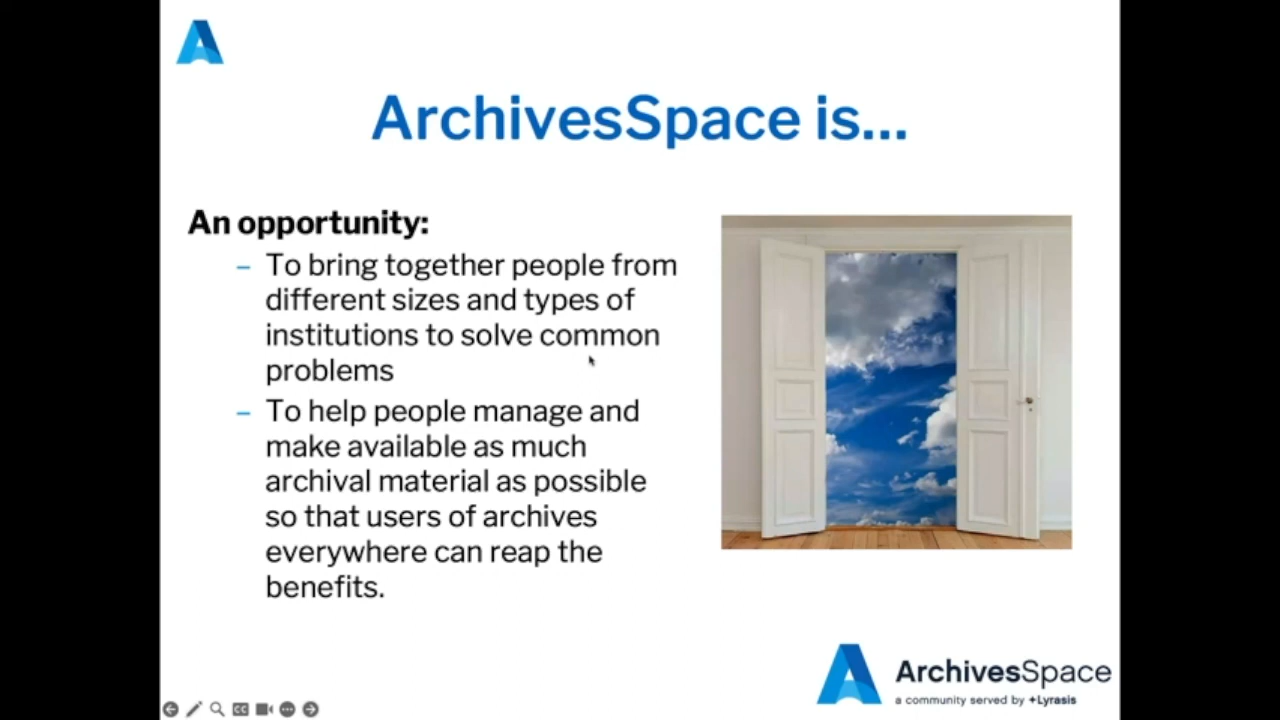 ArchivesSpace is...
An opportunity:
– To bring together people from
different sizes and types of
institutions to solve common
problems
– To help people manage and
make available as much
archival material as possible
so that users of archives
everywhere can reap the
benefits.
ArchivesSpace
a community served by +Lyrasis
CC